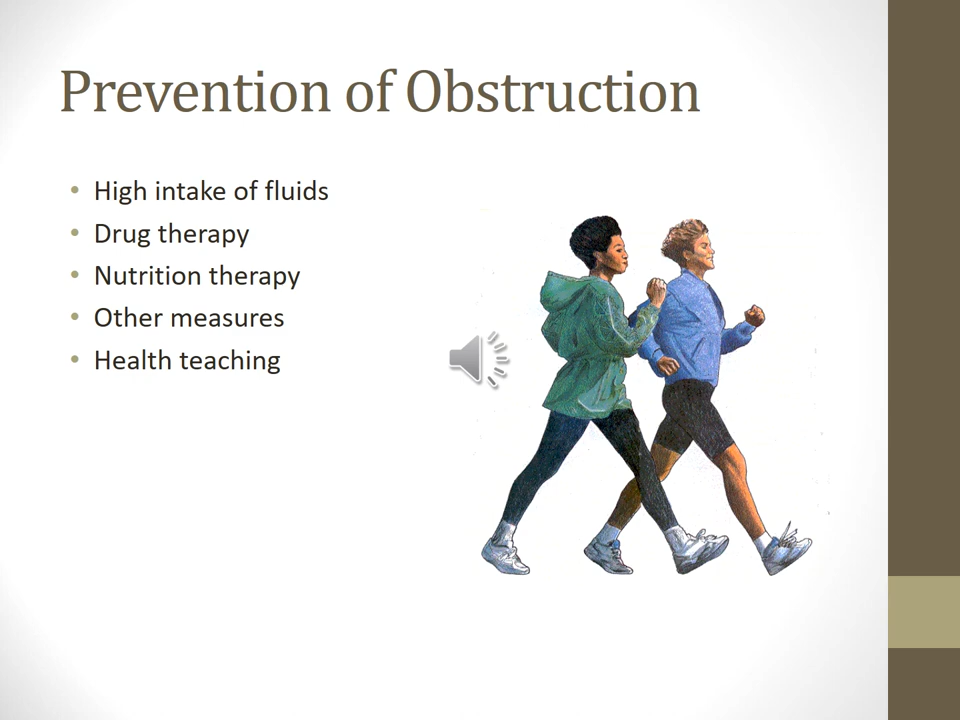 Prevention of Obstruction
• High intake of fluids
• Drug therapy
• Nutrition therapy
• Other measures
• Health teaching